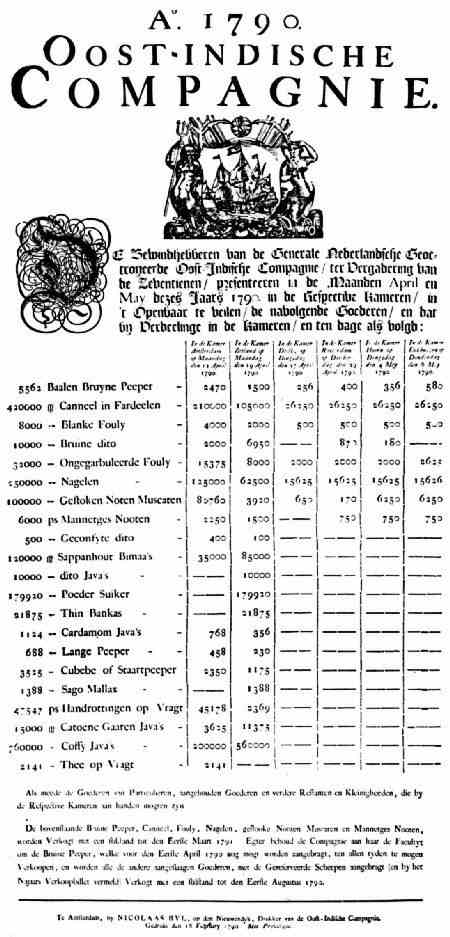 Aº. 1790.
OOST-INDISCHE
COMPAGNIE.
DE Bewindhebberen van de Generale Nederlandsche Geoc-
troyeerde Oost-Indische Compagnie/ ter Vergadering van
de Zeventienen/ presenteeren in de Maanden April en
May dezes Jaars 1790. in de Respective Kameren/ in
't Openbaar te veilen/ de navolgende Goederen/ en dat
by Verdeelinge in de Kameren/ en ten dage als volgt:
In de Kamer Amsterdam op Maandag den 12 April 1790. In de Kamer Zeeland op Maandag den 19 April 1790. In de Kamer Delft, op Dingsdag den 27 April 1790. In de Kamer Rotterdam op Donderdag den 29 April 1790. In de Kamer Hoorn op Dingsdag den 4 May 1790. In de Kamer Enkhuizen op Donderdag den 6 May 1790.
5562 Baalen Bruyne Peeper - 2470 1500 256 400 356 580
420000 ℔ Canneel in Fardeelen - 210000 105000 26250 26250 26250 26250
8000 -- Blanke Fouly - 4000 2000 500 500 500 500
10000 -- Bruine dito - 2000 6950 -- 870 180 --
32000 -- Ongegarbuleerde Fouly - 15375 8000 2000 2000 2000 2625
250000 -- Nagelen - 125000 62500 15625 15625 15625 15626
100000 -- Gestoken Noten Muscaten - 80760 3920 650 170 6250 6250
6000 ps Mannetges Nooten - 2250 1500 -- 750 750 750
500 -- Geconfyte dito - 400 100 -- -- -- --
120000 ℔ Sappanhout Bimaa's - 35000 85000 -- -- -- --
10000 -- dito Java's - -- 10000 -- -- -- --
179920 -- Poeder Suiker - -- 179920 -- -- -- --
21875 -- Thin Bankas - -- 21875 -- -- -- --
1124 -- Cardamom Java's - 768 356 -- -- -- --
688 -- Lange Peeper - 458 230 -- -- -- --
3525 - Cubebe of Staartpeeper - 2350 1175 -- -- -- --
1388 - Sago Mallax - -- 1388 -- -- -- --
47547 ps Handrottingen op Vragt - 45178 2369 -- -- -- --
15000 ℔ Catoene Gaaren Java's - 3625 11375 -- -- -- --
760000 - Coffy Java's - 200000 560000 -- -- -- --
2141 - Thee op Vragt - 2141 -- -- -- -- --
Als meede de Goederen van Particulieren, aangehouden Goederen en verdere Restanten en Kleinigheeden, die by
de Respective Kameren van handen mogten zyn
De bovenstaande Bruine Peeper, Canneel, Fouly, Nagelen, gestooke Nooten Muscaten en Mannetges Nooten,
worden Verkogt met een stilstand tot den Eerste Maart 1791 Egter behoud de Compagnie aan haar de Facultyt
om de Bruine Peeper, welke voor den Eerste April 1790 nog mogt worden aangebragt, ten allen tyden te mogen
Verkoopen, en worden alle de andere aangeslaagen Goederen, met de Gereserveerde Scheepen aangebragt (en by het
Najaars Verkoopbillet vermeld) Verkogt met een stilstand tot den Eerste Augustus 1790.
Te Amsterdam, by NICOLAAS BYL, op den Nieuwendyk, Drukker van de Oost-Indische Compagnie.
Gedrukt den 18 February 1790